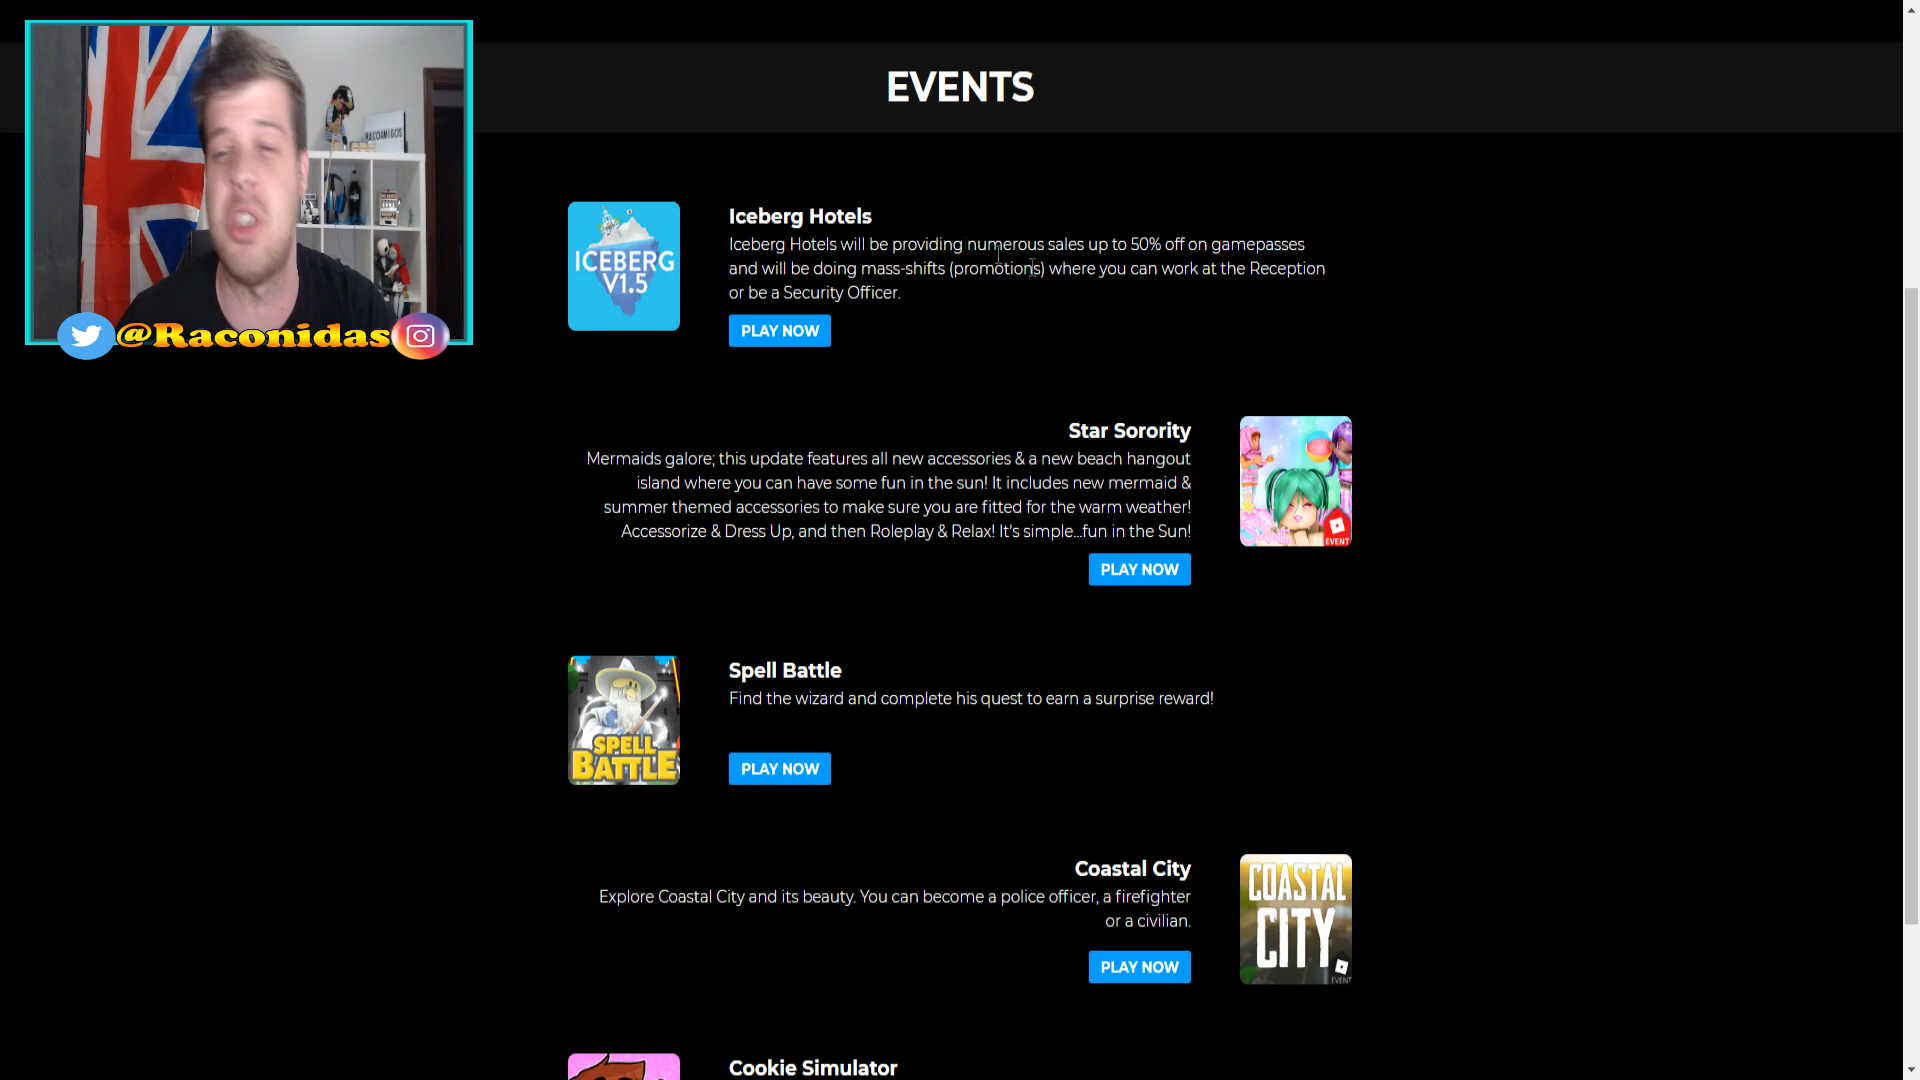 EVENTS
RACOAMIGOS
@Raconidas
ICEBERG
V1.5
Iceberg Hotels
Iceberg Hotels will be providing numerous sales up to 50% off on gamepasses
and will be doing mass-shifts (promotions) where you can work at the Reception
or be a Security Officer.
PLAY NOW
Star Sorority
Mermaids galore; this update features all new accessories & a new beach hangout
island where you can have some fun in the sun! It includes new mermaid &
summer themed accessories to make sure you are fitted for the warm weather!
Accessorize & Dress Up, and then Roleplay & Relax! It's simple...fun in the Sun!
PLAY NOW
EVENT
SPELL
BATTLE
Spell Battle
Find the wizard and complete his quest to earn a surprise reward!
PLAY NOW
Coastal City
Explore Coastal City and its beauty. You can become a police officer, a firefighter
or a civilian.
PLAY NOW
COASTAL
CITY
EVENT
Cookie Simulator